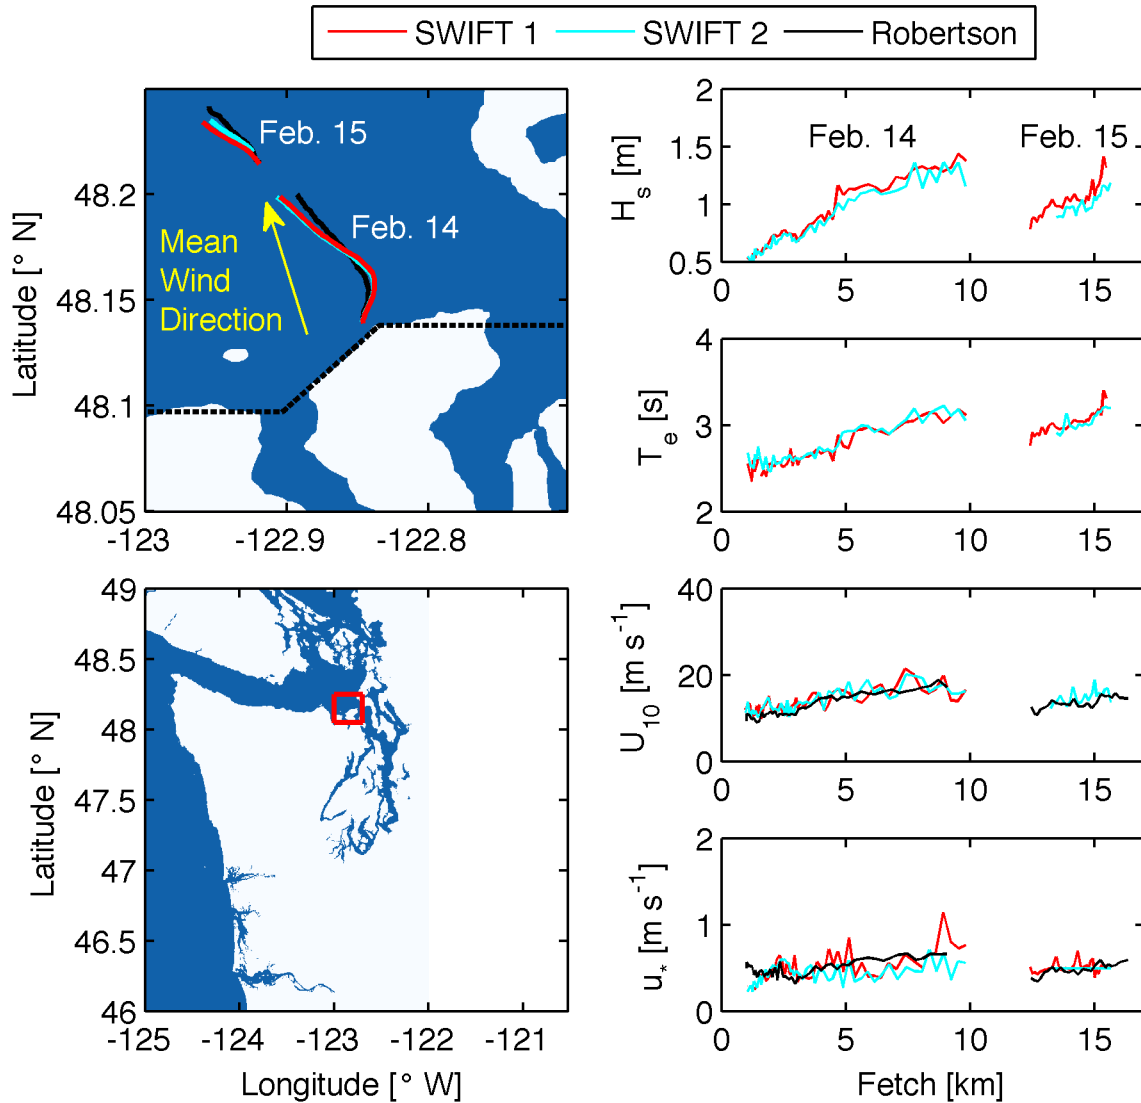 SWIFT 1 SWIFT 2 Robertson
Latitude [° N]
48.2
48.15
48.1
48.05
-123 -122.9 -122.8
Feb. 15
Feb. 14
Mean
Wind
Direction
H_s [m]
2
1.5
1
0.5
0 5 10 15
Feb. 14 Feb. 15
T_e [s]
4
3
2
0 5 10 15
Latitude [° N]
49
48.5
48
47.5
47
46.5
46
-125 -124 -123 -122 -121
Longitude [° W]
U_10 [m s^-1]
40
20
0
0 5 10 15
u_* [m s^-1]
2
1
0
0 5 10 15
Fetch [km]